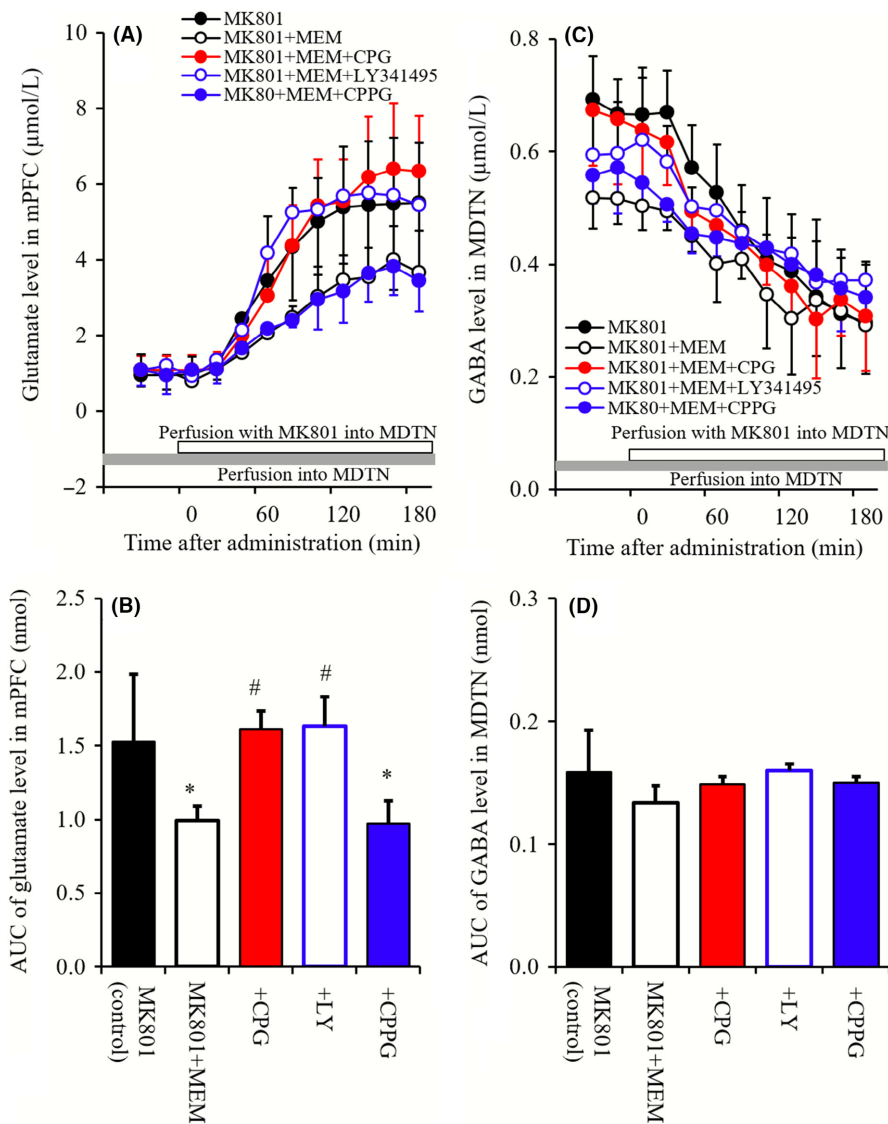 (A)
MK801
MK801+MEM
MK801+MEM+CPG
MK801+MEM+LY341495
MK80+MEM+CPPG
Glutamate level in mPFC (μmol/L)
10
8
6
4
2
0
−2
Perfusion with MK801 into MDTN
Perfusion into MDTN
0 60 120 180
Time after administration (min)
(C)
GABA level in MDTN (μmol/L)
0.8
0.6
0.4
0.2
0.0
MK801
MK801+MEM
MK801+MEM+CPG
MK801+MEM+LY341495
MK80+MEM+CPPG
Perfusion with MK801 into MDTN
Perfusion into MDTN
0 60 120 180
Time after administration (min)
(B)
AUC of glutamate level in mPFC (nmol)
2.5
2.0
1.5
1.0
0.5
0.0
*
#
#
*
MK801
(control)
MK801+MEM
+CPG
+LY
+CPPG
(D)
AUC of GABA level in MDTN (nmol)
0.3
0.2
0.1
0.0
MK801
(control)
MK801+MEM
+CPG
+LY
+CPPG